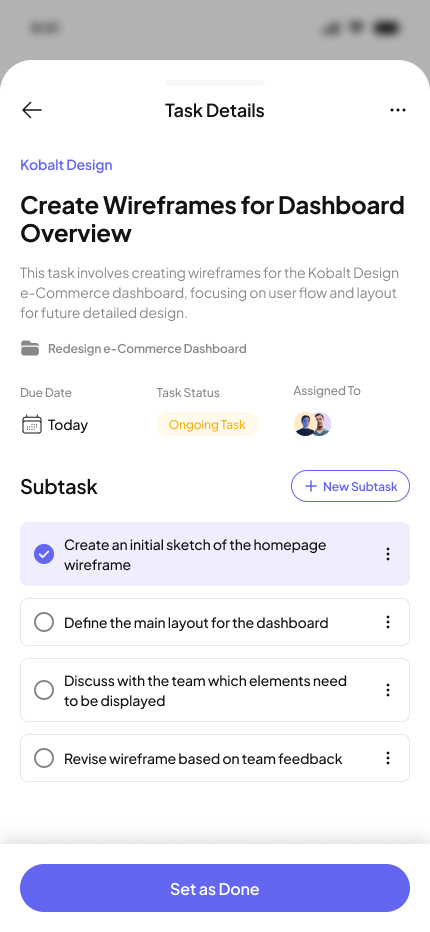 Task Details
Kobalt Design
Create Wireframes for Dashboard
Overview
This task involves creating wireframes for the Kobalt Design
e-Commerce dashboard, focusing on user flow and layout
for future detailed design.
Redesign e-Commerce Dashboard
Due Date
Task Status
Assigned To
Today
Ongoing Task
Subtask
New Subtask
Create an initial sketch of the homepage
wireframe
Define the main layout for the dashboard
Discuss with the team which elements need
to be displayed
Revise wireframe based on team feedback
Set as Done